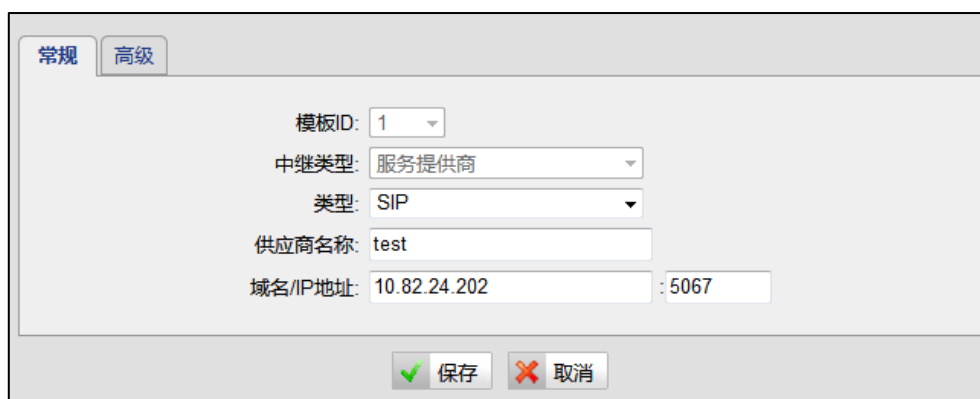 常规 高级
模板ID: 1
中继类型: 服务提供商
类型: SIP
供应商名称: test
域名/IP地址: 10.82.24.202 :5067
保存 取消